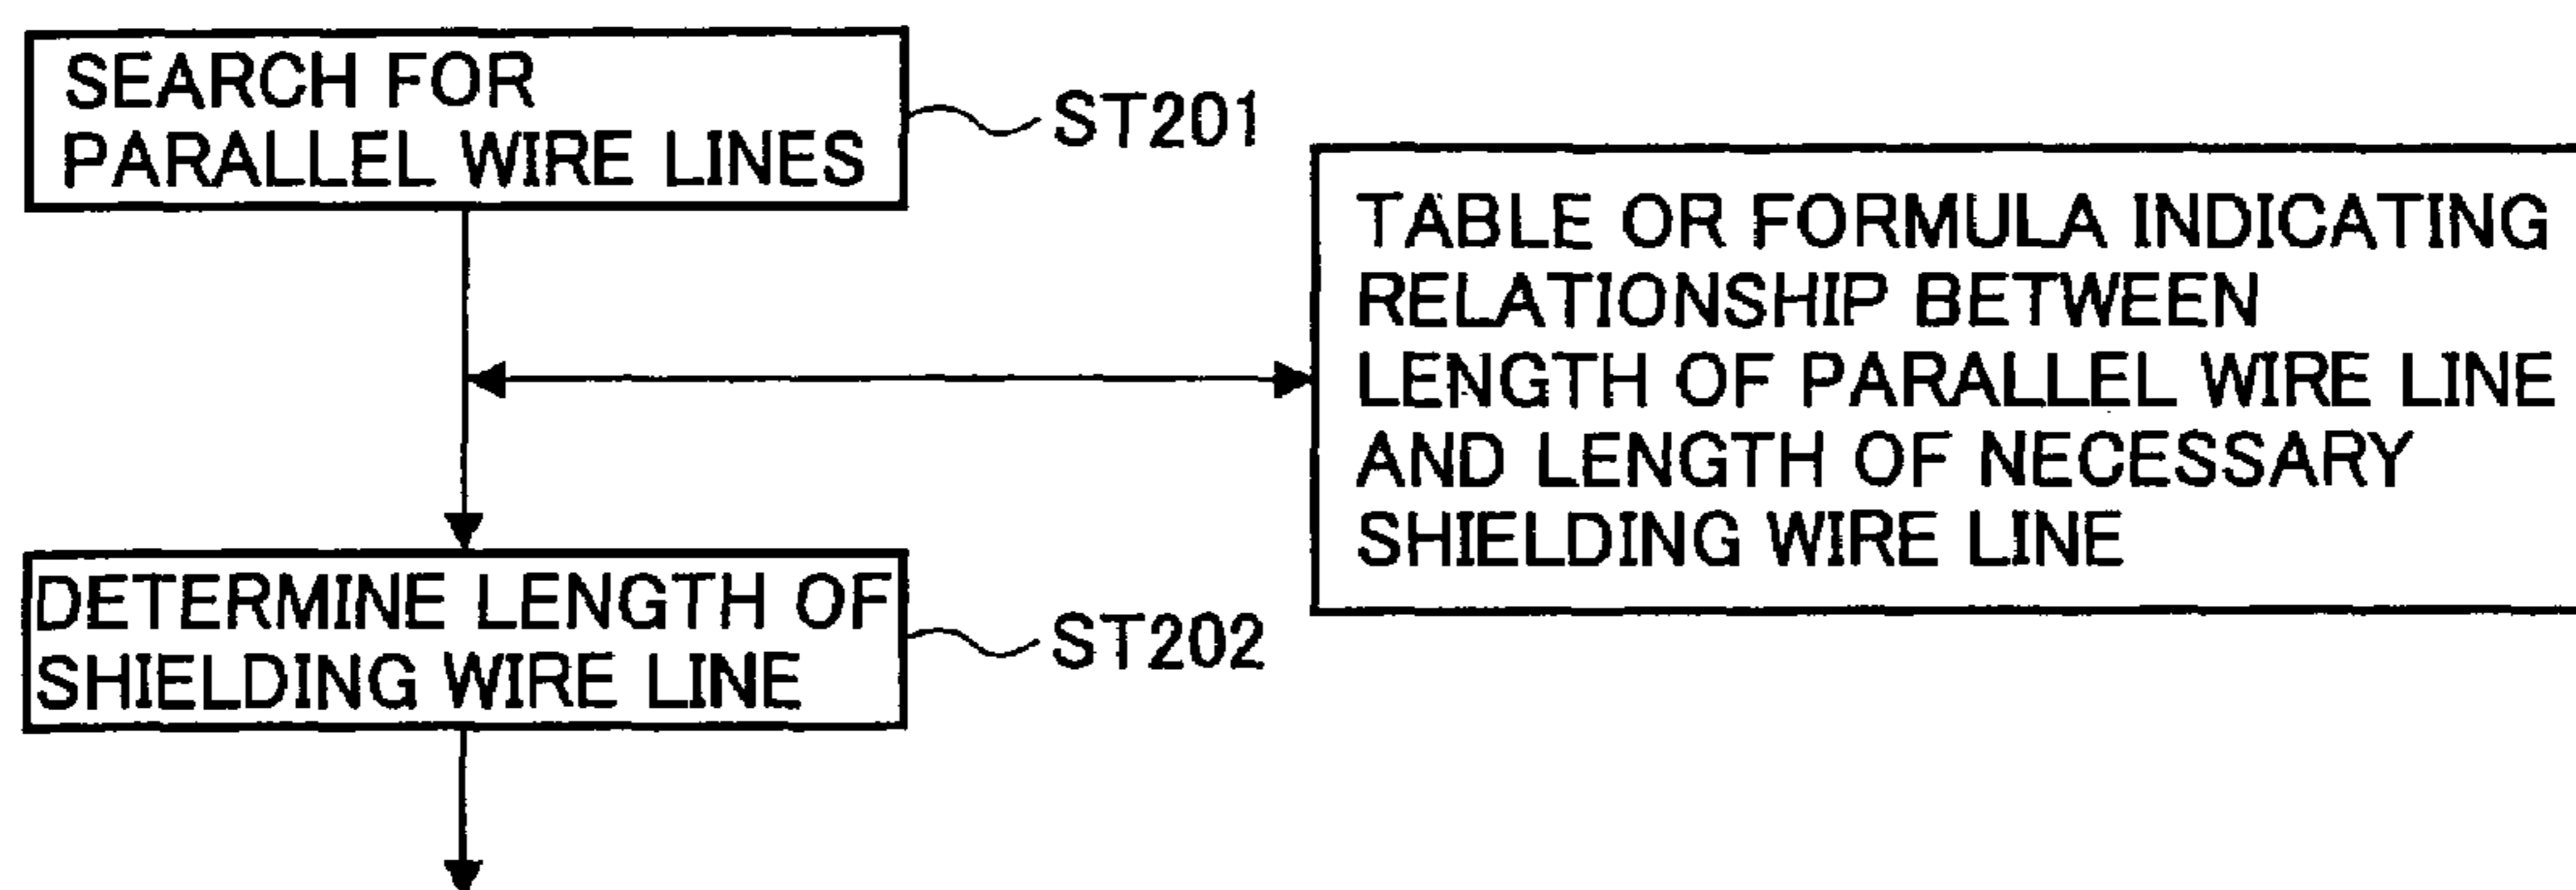 SEARCH FOR
PARALLEL WIRE LINES
ST201
TABLE OR FORMULA INDICATING
RELATIONSHIP BETWEEN
LENGTH OF PARALLEL WIRE LINE
AND LENGTH OF NECESSARY
SHIELDING WIRE LINE
DETERMINE LENGTH OF
SHIELDING WIRE LINE
ST202